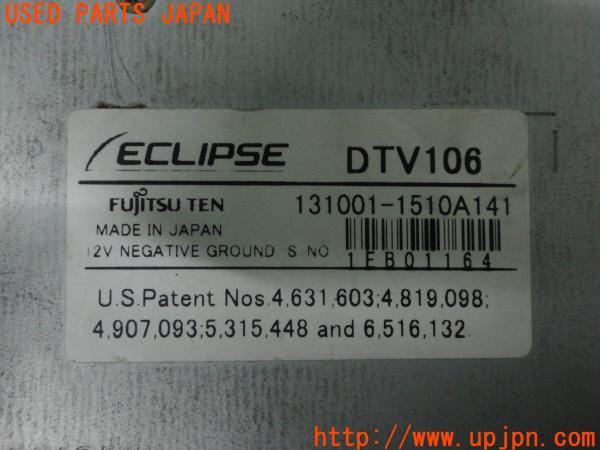 USED PARTS JAPAN
ECLIPSE DTV106
FUJITSU TEN 131001-1510A141
MADE IN JAPAN
12V NEGATIVE GROUND S NO 1EB01164
U.S.Patent Nos.4,631,603;4,819,098;
4,907,093;5,315,448 and 6,516,132
http://www.upjpn.com/